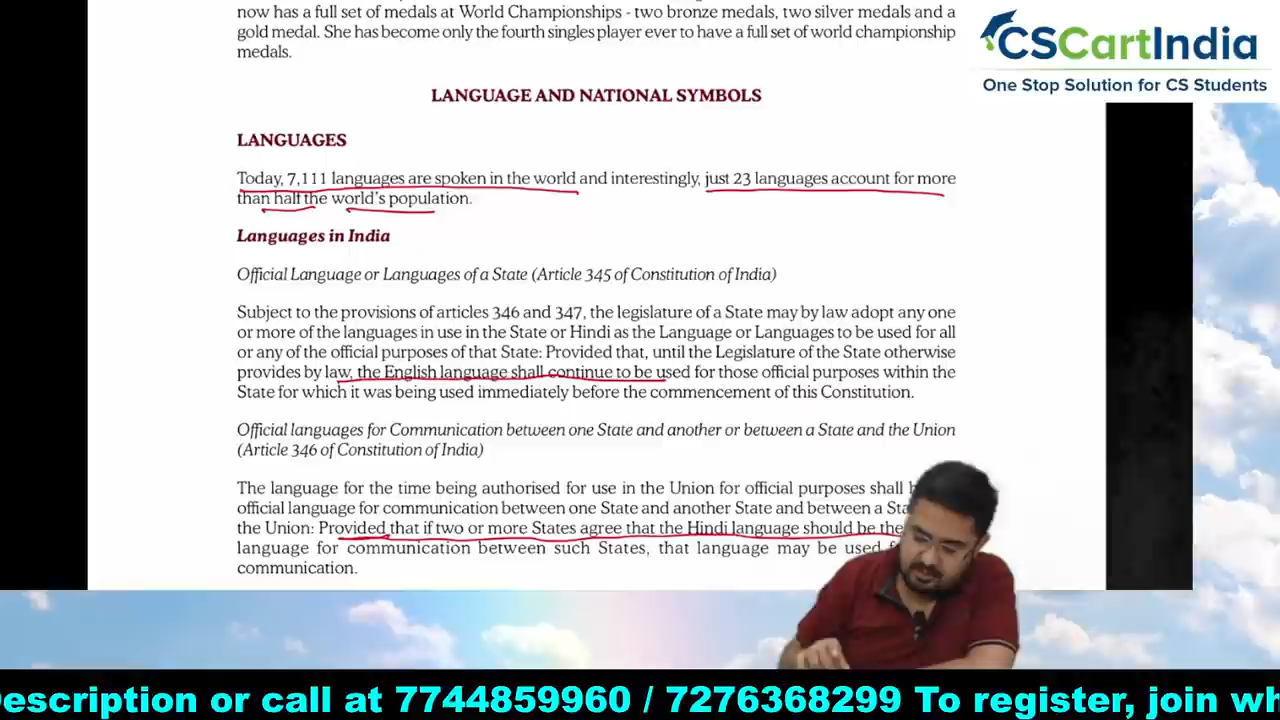 now has a full set of medals at World Championships - two bronze medals, two silver medals and a
gold medal. She has become only the fourth singles player ever to have a full set of world championship
medals.
CSCartIndia
One Stop Solution for CS Students
LANGUAGE AND NATIONAL SYMBOLS
LANGUAGES
Today, 7,111 languages are spoken in the world and interestingly, just 23 languages account for more
than half the world's population.
Languages in India
Official Language or Languages of a State (Article 345 of Constitution of India)
Subject to the provisions of articles 346 and 347, the legislature of a State may by law adopt any one
or more of the languages in use in the State or Hindi as the Language or Languages to be used for all
or any of the official purposes of that State: Provided that, until the Legislature of the State otherwise
provides by law, the English language shall continue to be used for those official purposes within the
State for which it was being used immediately before the commencement of this Constitution.
Official languages for Communication between one State and another or between a State and the Union
(Article 346 of Constitution of India)
The language for the time being authorised for use in the Union for official purposes shall
official language for communication between one State and another State and between a
the Union: Provided that if two or more States agree that the Hindi language should be the
language for communication between such States, that language may be used
communication.
Description or call at 7744859960 / 7276368299 To register, join